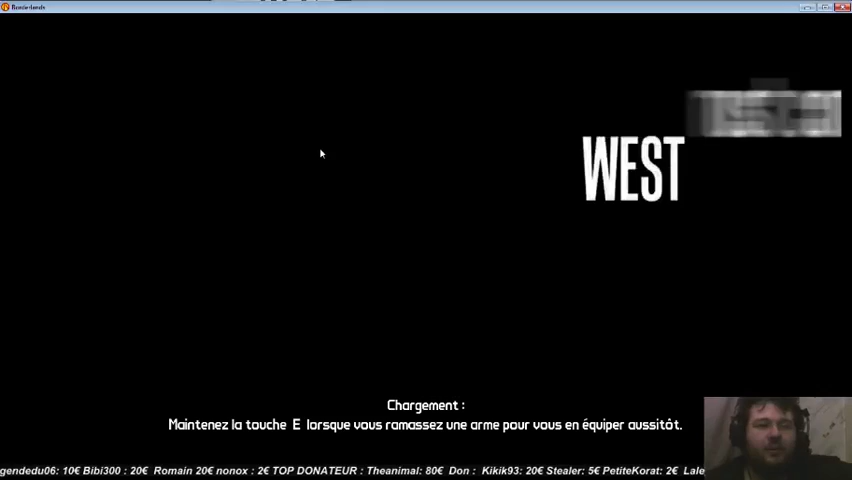 Borderlands
WEST
Chargement :
Maintenez la touche E lorsque vous ramassez une arme pour vous en équiper aussitôt.
gendedu06: 10€ Bibi300 : 20€ Romain 20€ nonox : 2€ TOP DONATEUR : Theanimal: 80€ Don : Kikik93: 20€ Stealer: 5€ PetiteKorat: 2€ Lale